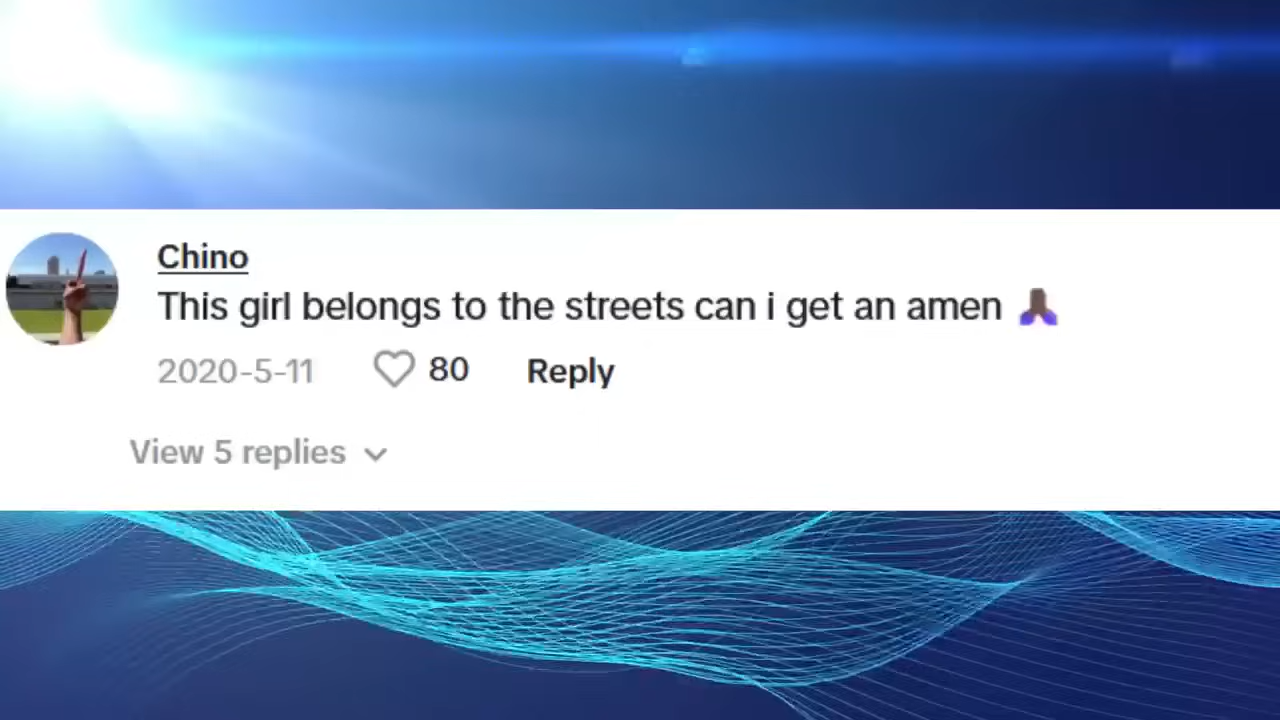 Chino
This girl belongs to the streets can i get an amen 🙏🏾
2020-5-11 80 Reply
View 5 replies